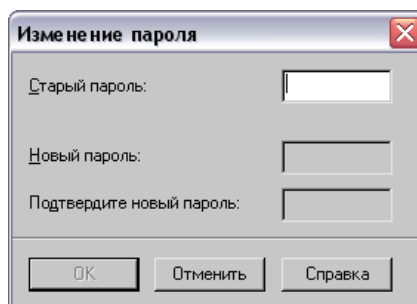 Изменение пароля
Старый пароль:
Новый пароль:
Подтвердите новый пароль:
OK
Отменить
Справка